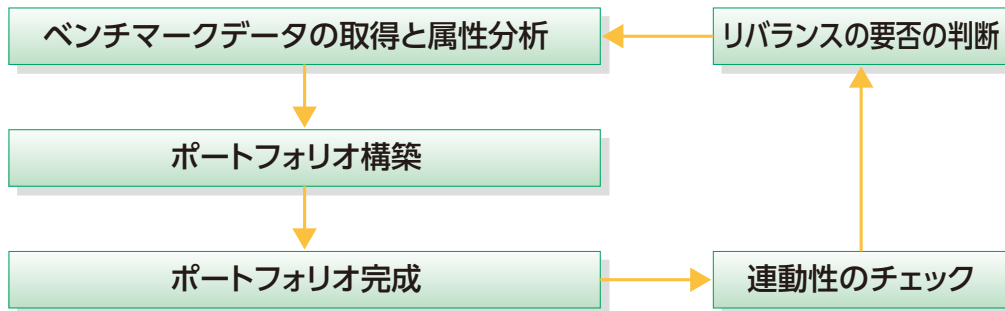 ベンチマークデータの取得と属性分析
リバランスの要否の判断
ポートフォリオ構築
ポートフォリオ完成
連動性のチェック